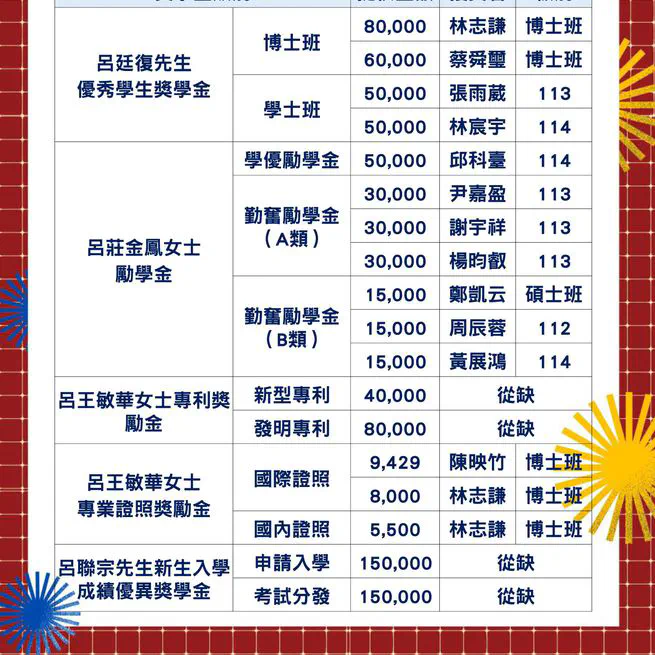 呂廷復先生
優秀學生獎學金
博士班
80,000 林志謙 博士班
60,000 蔡舜璽 博士班
學士班
50,000 張雨葳 113
50,000 林宸宇 114
呂莊金鳳女士
勵學金
學優勵學金 50,000 邱科臺 114
勤奮勵學金
（A類）
30,000 尹嘉盈 113
30,000 謝宇祥 113
30,000 楊昀叡 113
勤奮勵學金
（B類）
15,000 鄭凱云 碩士班
15,000 周辰蓉 112
15,000 黃展鴻 114
呂王敏華女士專利獎
勵金
新型專利 40,000 從缺
發明專利 80,000 從缺
呂王敏華女士
專業證照獎勵金
國際證照
9,429 陳映竹 博士班
8,000 林志謙 博士班
國內證照 5,500 林志謙 博士班
呂聯宗先生新生入學
成績優異獎學金
申請入學 150,000 從缺
考試分發 150,000 從缺